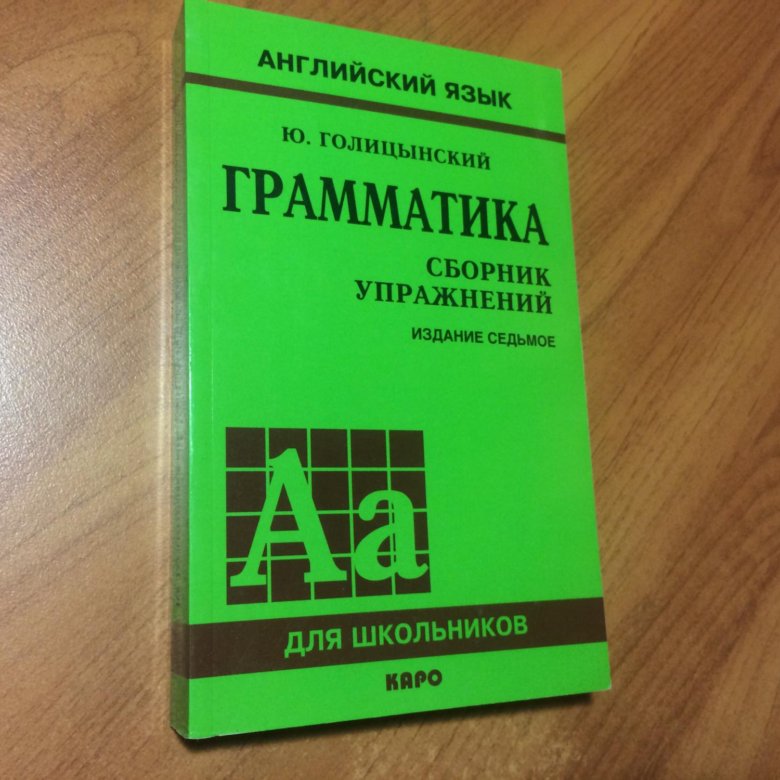 АНГЛИЙСКИЙ ЯЗЫК
Ю. ГОЛИЦЫНСКИЙ
ГРАММАТИКА
СБОРНИК
УПРАЖНЕНИЙ
ИЗДАНИЕ СЕДЬМОЕ
Aa
ДЛЯ ШКОЛЬНИКОВ
КАРО